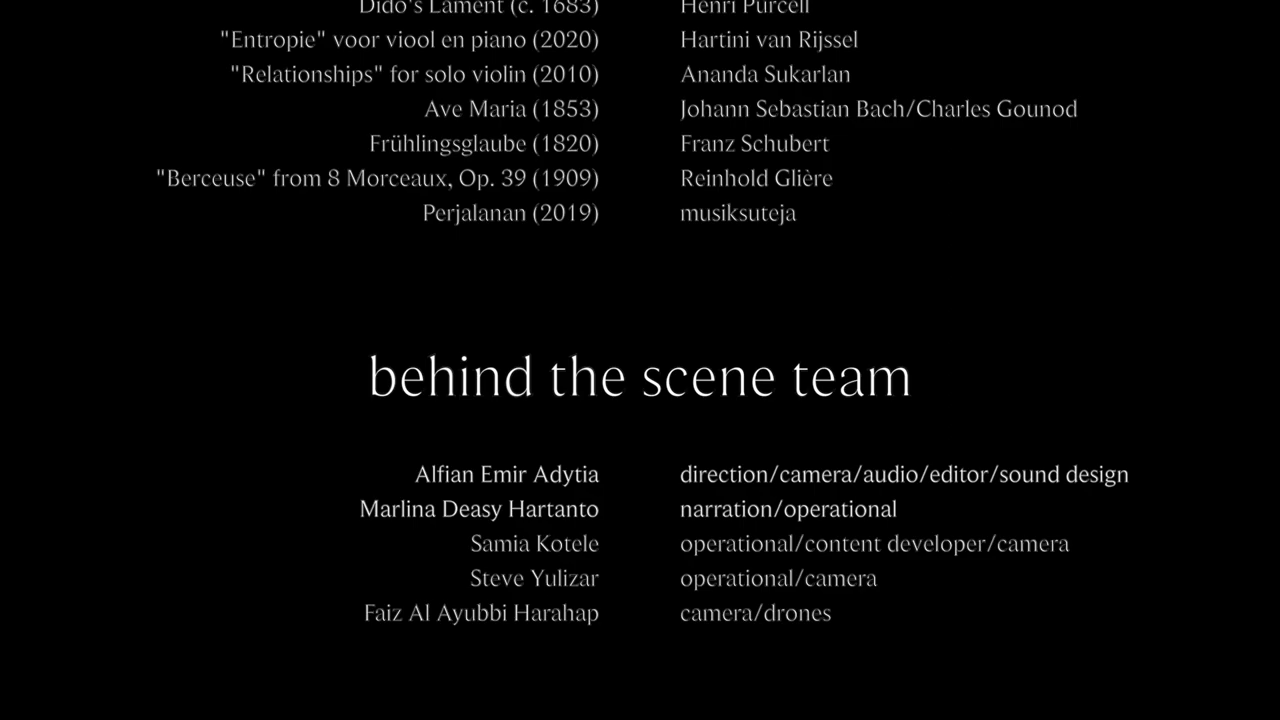 Dido's Lament (c. 1683) Henri Purcell
"Entropie" voor viool en piano (2020) Hartini van Rijssel
"Relationships" for solo violin (2010) Ananda Sukarlan
Ave Maria (1853) Johann Sebastian Bach/Charles Gounod
Frühlingsglaube (1820) Franz Schubert
"Berceuse" from 8 Morceaux, Op. 39 (1909) Reinhold Glière
Perjalanan (2019) musiksuteja
behind the scene team
Alfian Emir Adytia direction/camera/audio/editor/sound design
Marlina Deasy Hartanto narration/operational
Samia Kotele operational/content developer/camera
Steve Yulizar operational/camera
Faiz Al Ayubbi Harahap camera/drones